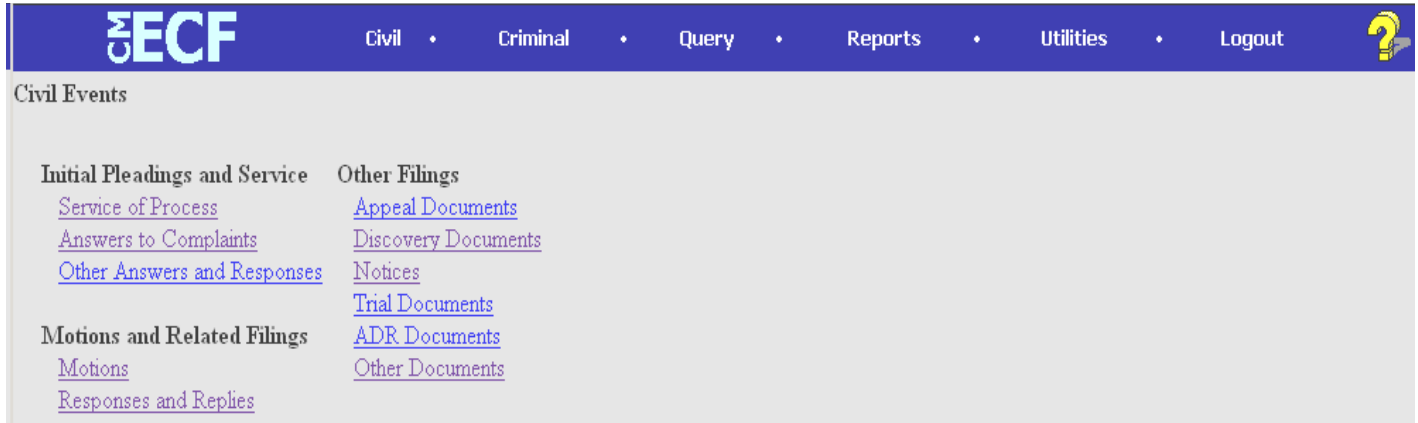 CM ECF Civil • Criminal • Query • Reports • Utilities • Logout ?
Civil Events
Initial Pleadings and Service
Service of Process
Answers to Complaints
Other Answers and Responses
Motions and Related Filings
Motions
Responses and Replies
Other Filings
Appeal Documents
Discovery Documents
Notices
Trial Documents
ADR Documents
Other Documents